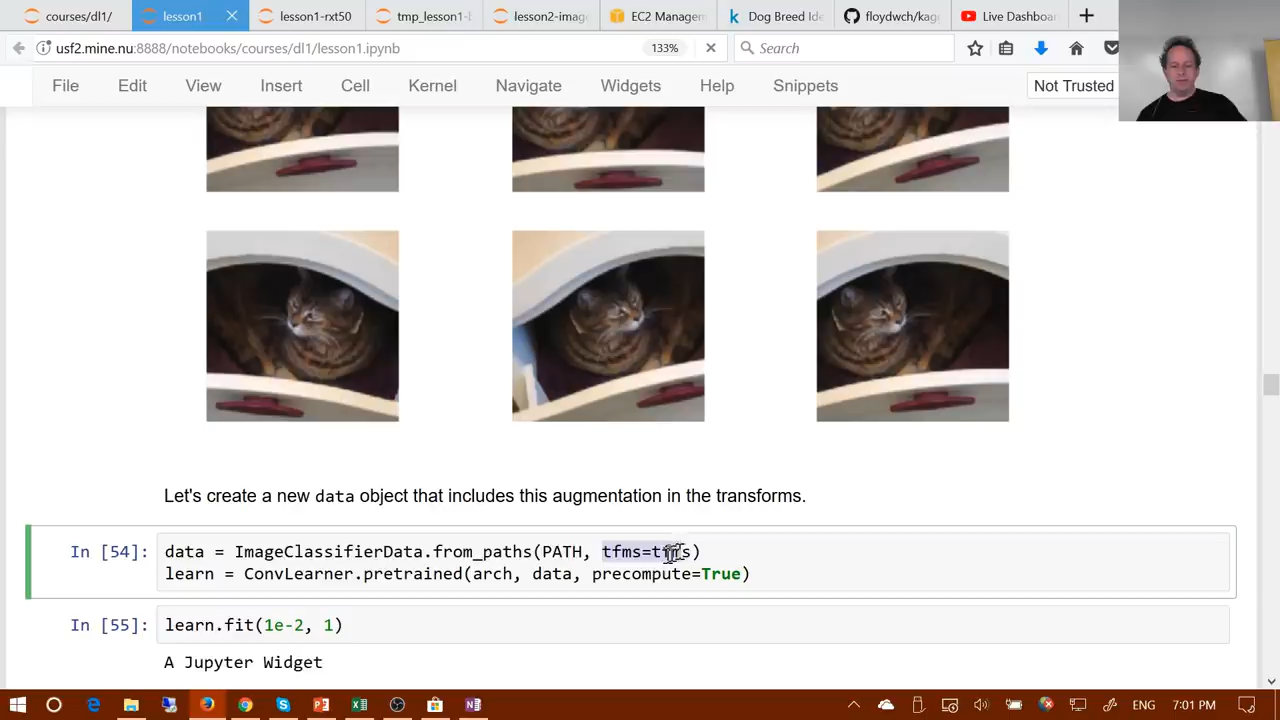 courses/dl1/
lesson1
lesson1-rxt50
tmp_lesson1-
lesson2-imag
EC2 Managem
Dog Breed Ide
floydwch/kag
Live Dashboa
usf2.mine.nu:8888/notebooks/courses/dl1/lesson1.ipynb
133%
Search
File Edit View Insert Cell Kernel Navigate Widgets Help Snippets
Not Trusted
Let's create a new data object that includes this augmentation in the transforms.
In [54]:
data = ImageClassifierData.from_paths(PATH, tfms=tfms)
learn = ConvLearner.pretrained(arch, data, precompute=True)
In [55]:
learn.fit(1e-2, 1)
A Jupyter Widget
ENG
7:01 PM